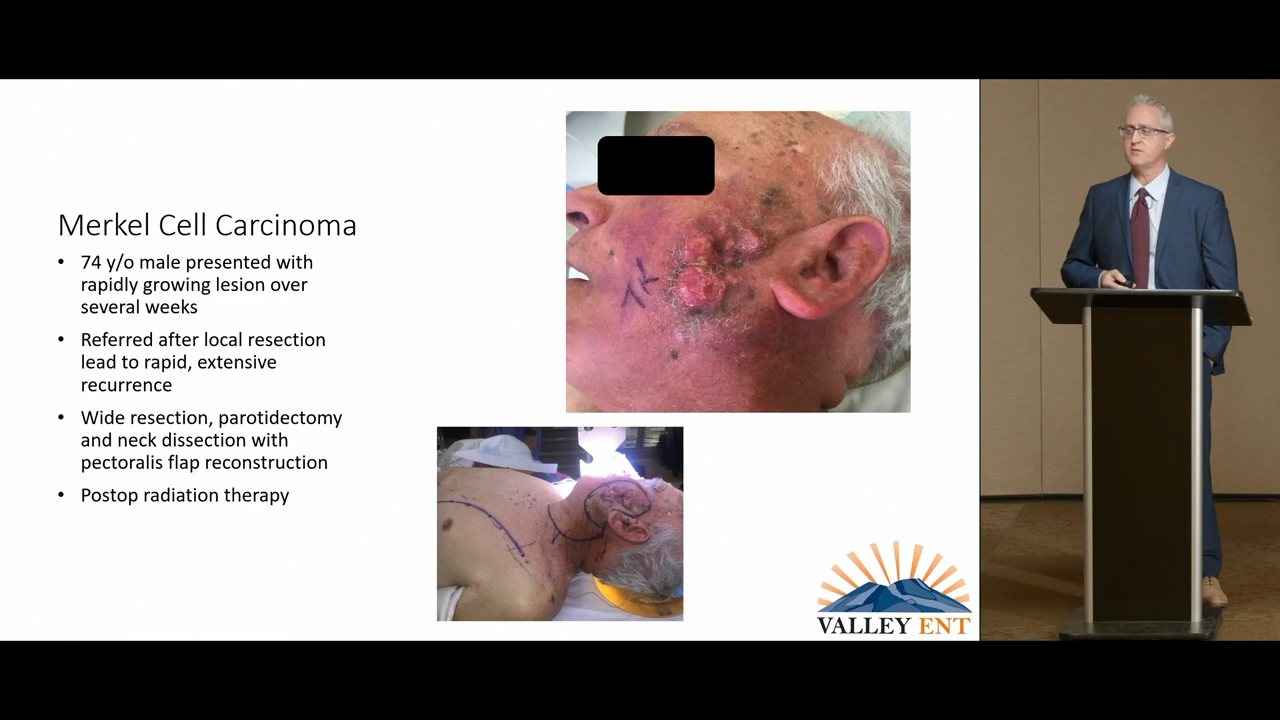 Merkel Cell Carcinoma
• 74 y/o male presented with
rapidly growing lesion over
several weeks
• Referred after local resection
lead to rapid, extensive
recurrence
• Wide resection, parotidectomy
and neck dissection with
pectoralis flap reconstruction
• Postop radiation therapy
VALLEY ENT